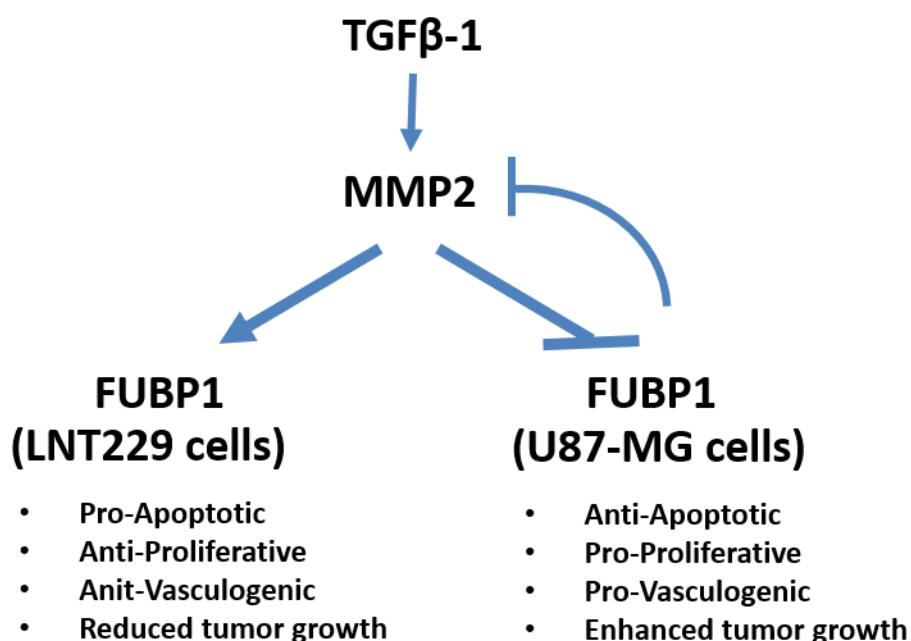 TGFβ-1
MMP2
FUBP1
(LNT229 cells)
• Pro-Apoptotic
• Anti-Proliferative
• Anit-Vasculogenic
• Reduced tumor growth
FUBP1
(U87-MG cells)
• Anti-Apoptotic
• Pro-Proliferative
• Pro-Vasculogenic
• Enhanced tumor growth